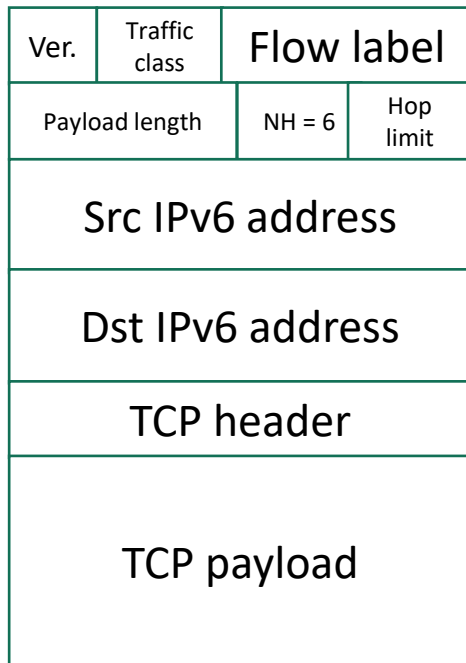 Ver.
Traffic
class
Flow label
Payload length
NH = 6
Hop
limit
Src IPv6 address
Dst IPv6 address
TCP header
TCP payload